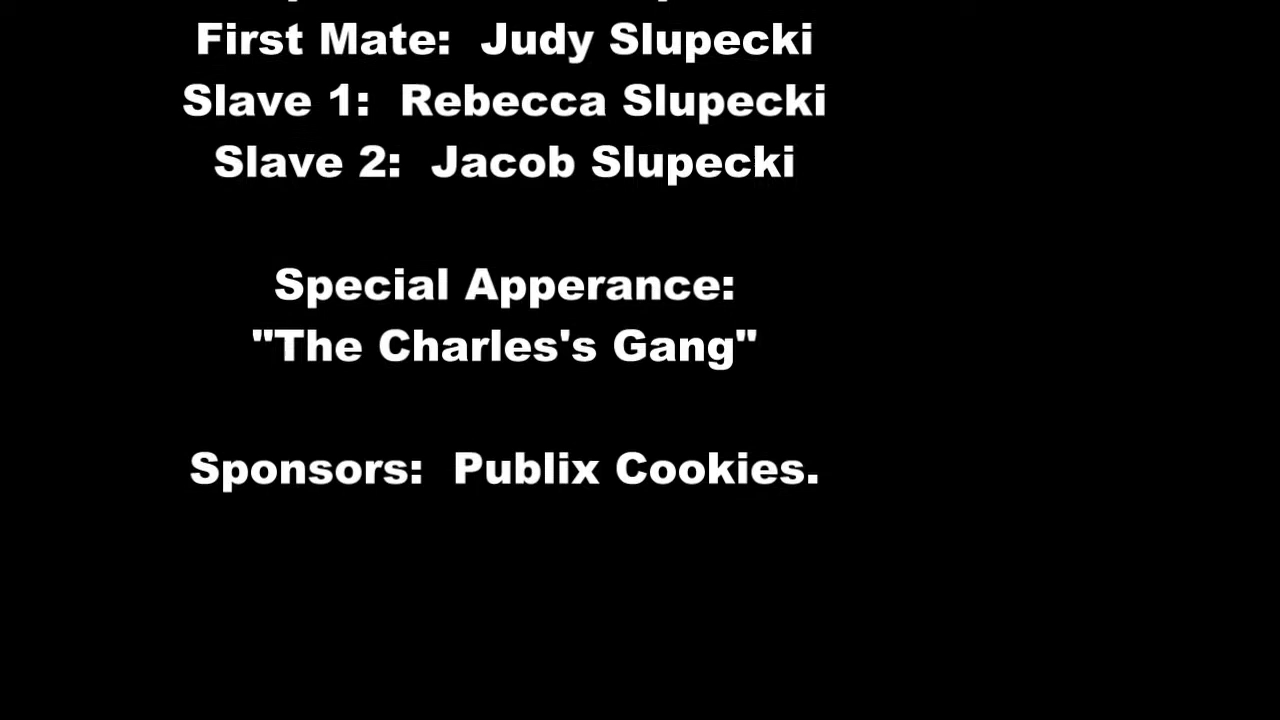 First Mate:  Judy Slupecki
Slave 1:  Rebecca Slupecki
Slave 2:  Jacob Slupecki
Special Apperance:
"The Charles's Gang"
Sponsors:  Publix Cookies.